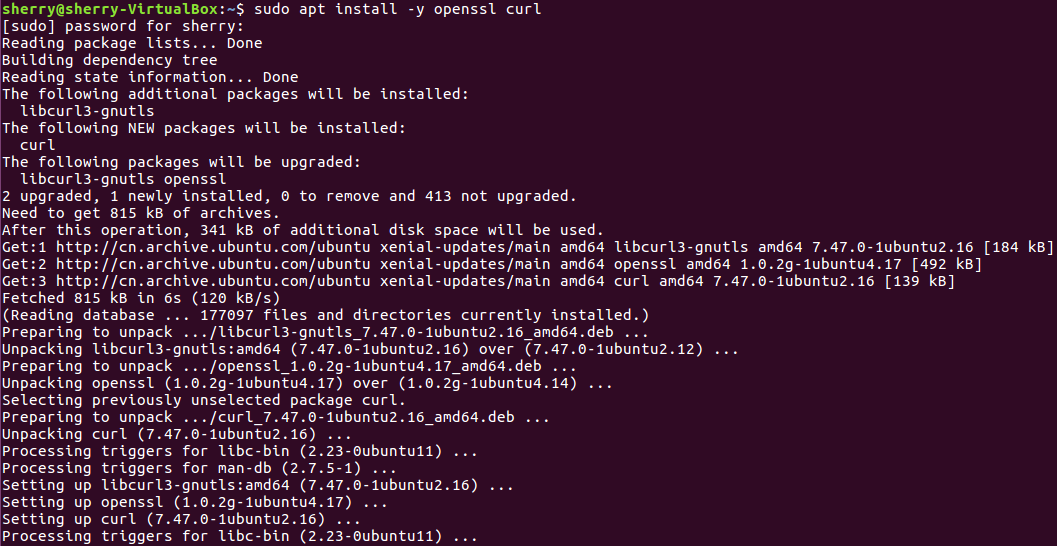 sherry@sherry-VirtualBox:~$ sudo apt install -y openssl curl
[sudo] password for sherry:
Reading package lists... Done
Building dependency tree
Reading state information... Done
The following additional packages will be installed:
  libcurl3-gnutls
The following NEW packages will be installed:
  curl
The following packages will be upgraded:
  libcurl3-gnutls openssl
2 upgraded, 1 newly installed, 0 to remove and 413 not upgraded.
Need to get 815 kB of archives.
After this operation, 341 kB of additional disk space will be used.
Get:1 http://cn.archive.ubuntu.com/ubuntu xenial-updates/main amd64 libcurl3-gnutls amd64 7.47.0-1ubuntu2.16 [184 kB]
Get:2 http://cn.archive.ubuntu.com/ubuntu xenial-updates/main amd64 openssl amd64 1.0.2g-1ubuntu4.17 [492 kB]
Get:3 http://cn.archive.ubuntu.com/ubuntu xenial-updates/main amd64 curl amd64 7.47.0-1ubuntu2.16 [139 kB]
Fetched 815 kB in 6s (120 kB/s)
(Reading database ... 177097 files and directories currently installed.)
Preparing to unpack .../libcurl3-gnutls_7.47.0-1ubuntu2.16_amd64.deb ...
Unpacking libcurl3-gnutls:amd64 (7.47.0-1ubuntu2.16) over (7.47.0-1ubuntu2.12) ...
Preparing to unpack .../openssl_1.0.2g-1ubuntu4.17_amd64.deb ...
Unpacking openssl (1.0.2g-1ubuntu4.17) over (1.0.2g-1ubuntu4.14) ...
Selecting previously unselected package curl.
Preparing to unpack .../curl_7.47.0-1ubuntu2.16_amd64.deb ...
Unpacking curl (7.47.0-1ubuntu2.16) ...
Processing triggers for libc-bin (2.23-0ubuntu11) ...
Processing triggers for man-db (2.7.5-1) ...
Setting up libcurl3-gnutls:amd64 (7.47.0-1ubuntu2.16) ...
Setting up openssl (1.0.2g-1ubuntu4.17) ...
Setting up curl (7.47.0-1ubuntu2.16) ...
Processing triggers for libc-bin (2.23-0ubuntu11) ...